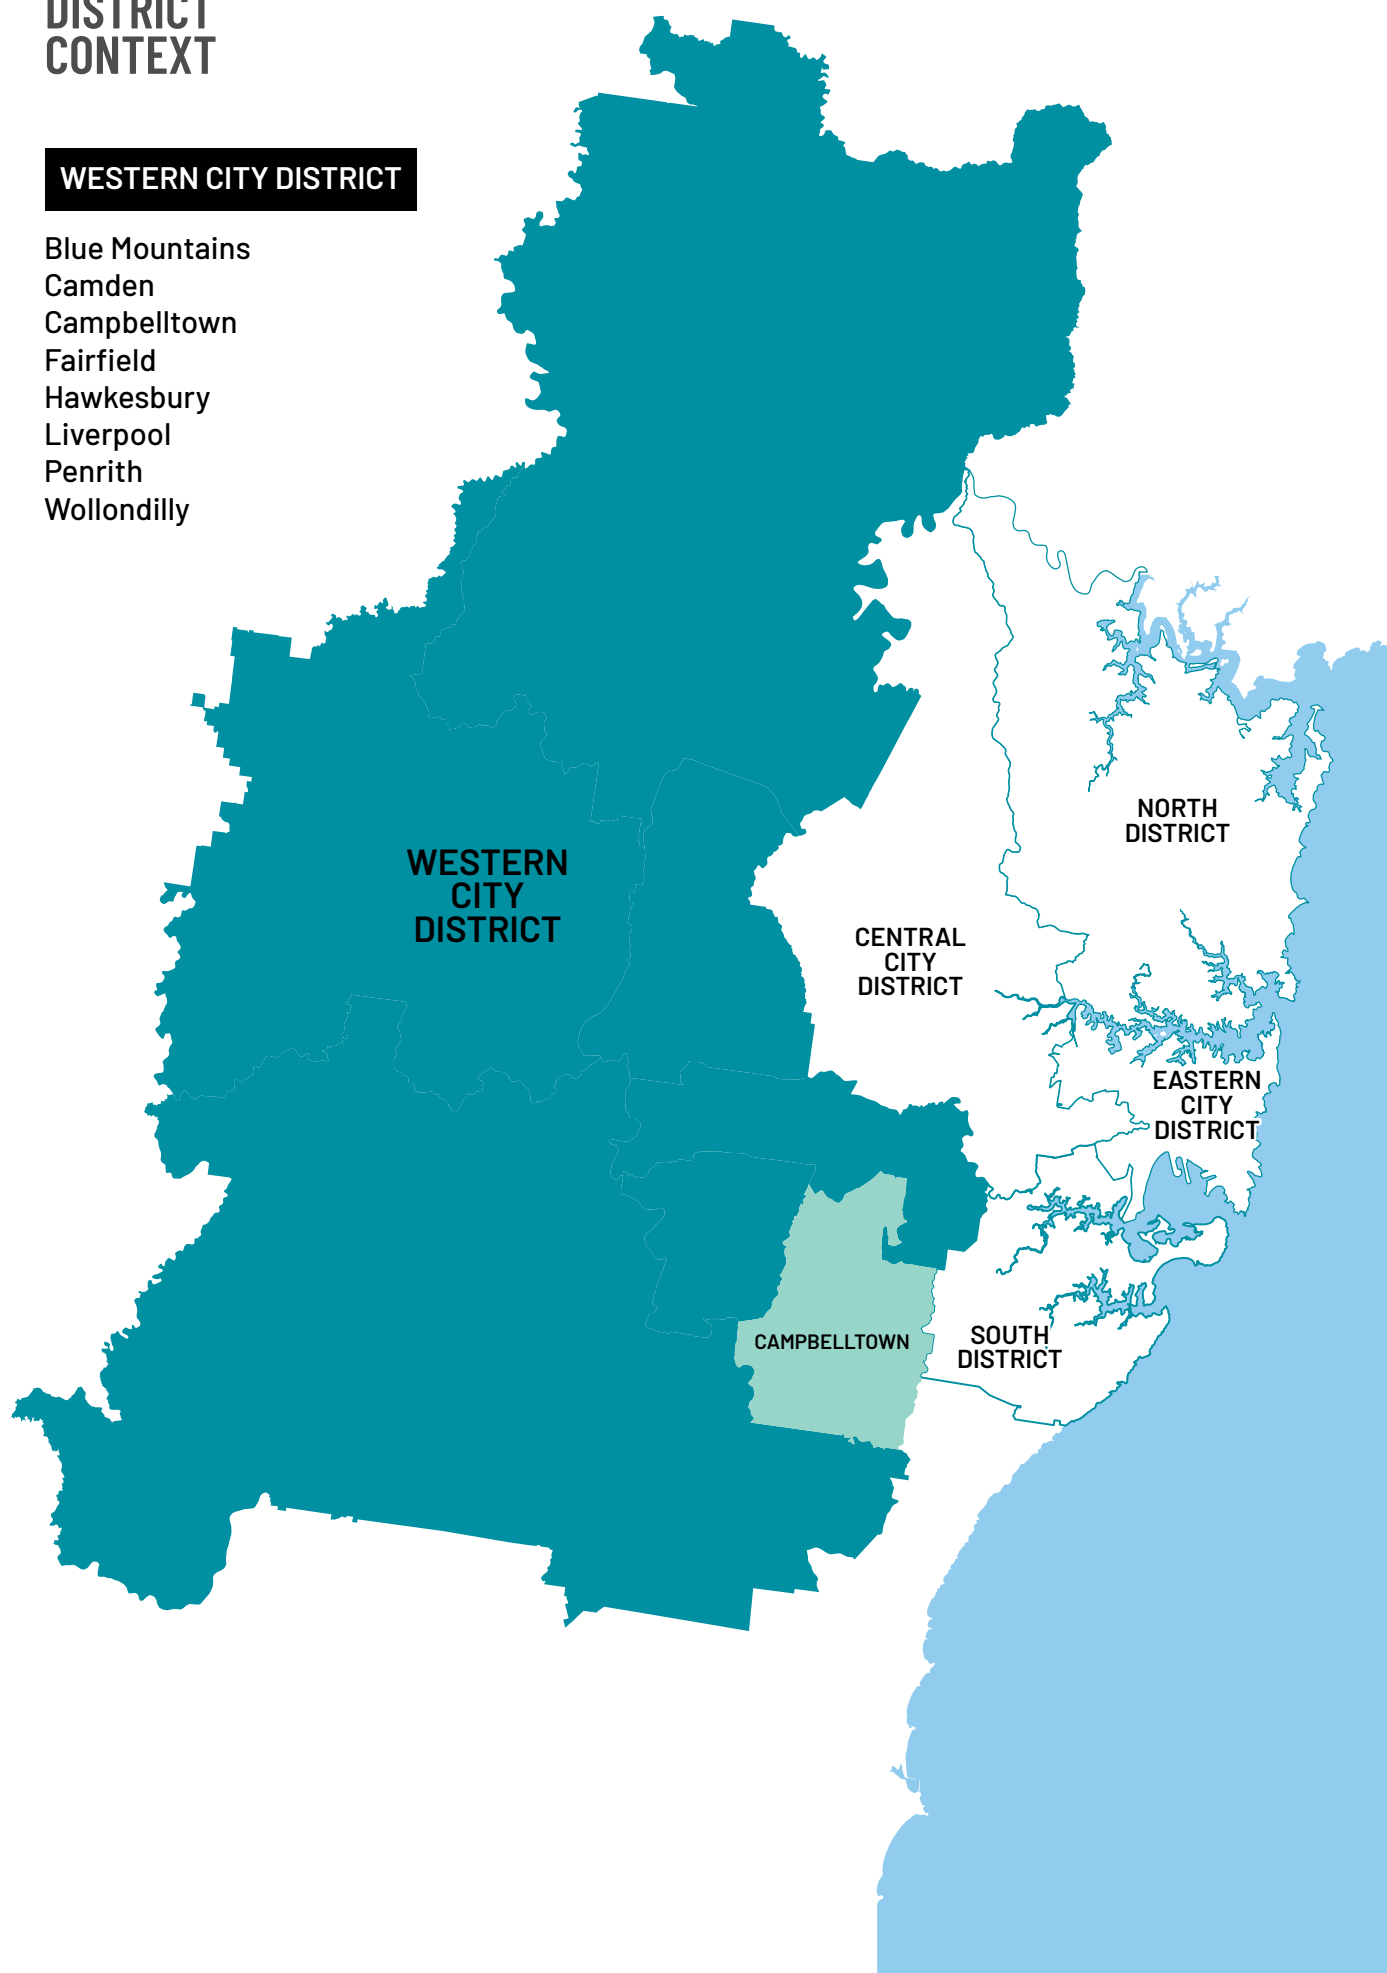 DISTRICT
CONTEXT
WESTERN CITY DISTRICT
Blue Mountains
Camden
Campbelltown
Fairfield
Hawkesbury
Liverpool
Penrith
Wollondilly
WESTERN
CITY
DISTRICT
NORTH
DISTRICT
CENTRAL
CITY
DISTRICT
EASTERN
CITY
DISTRICT
CAMPBELLTOWN
SOUTH
DISTRICT